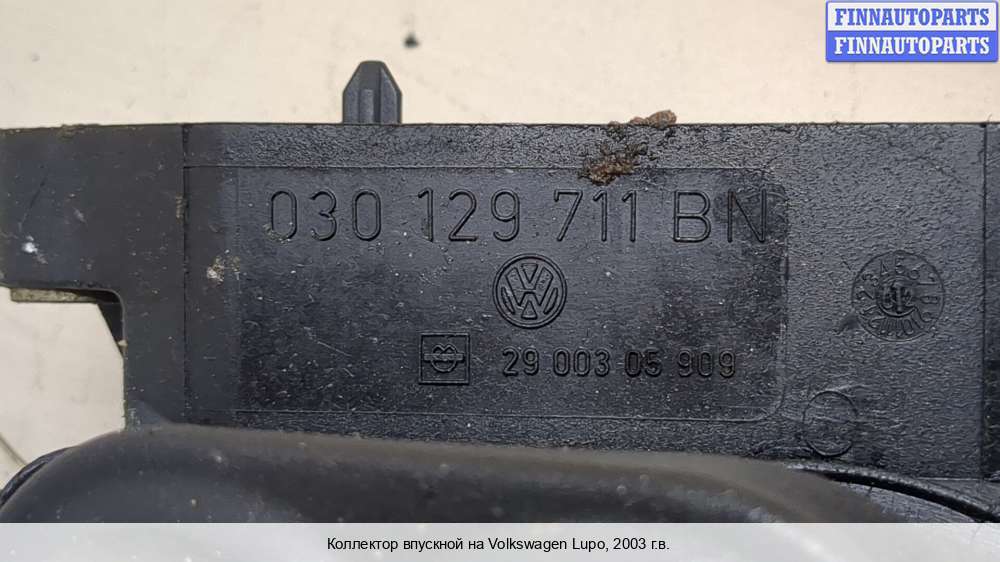 FINNAUTOPARTS
FINNAUTOPARTS
030 129 711 BN
29 003 05 909
Коллектор впускной на Volkswagen Lupo, 2003 г.в.